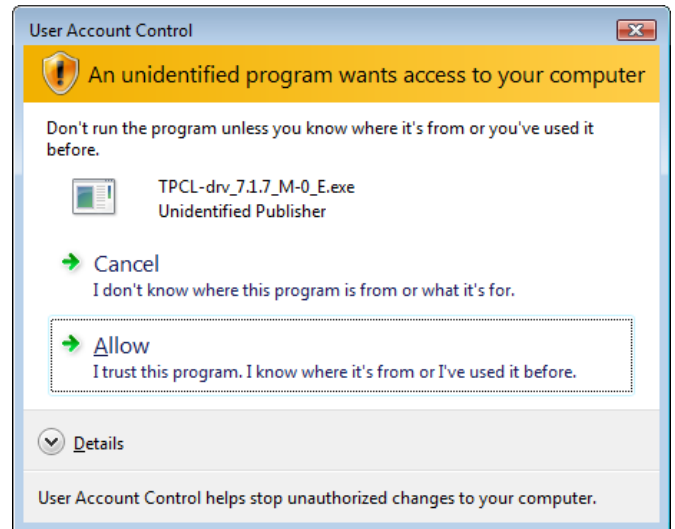 User Account Control
An unidentified program wants access to your computer
Don't run the program unless you know where it's from or you've used it
before.
TPCL-drv_7.1.7_M-0_E.exe
Unidentified Publisher
Cancel
I don't know where this program is from or what it's for.
Allow
I trust this program. I know where it's from or I've used it before.
Details
User Account Control helps stop unauthorized changes to your computer.